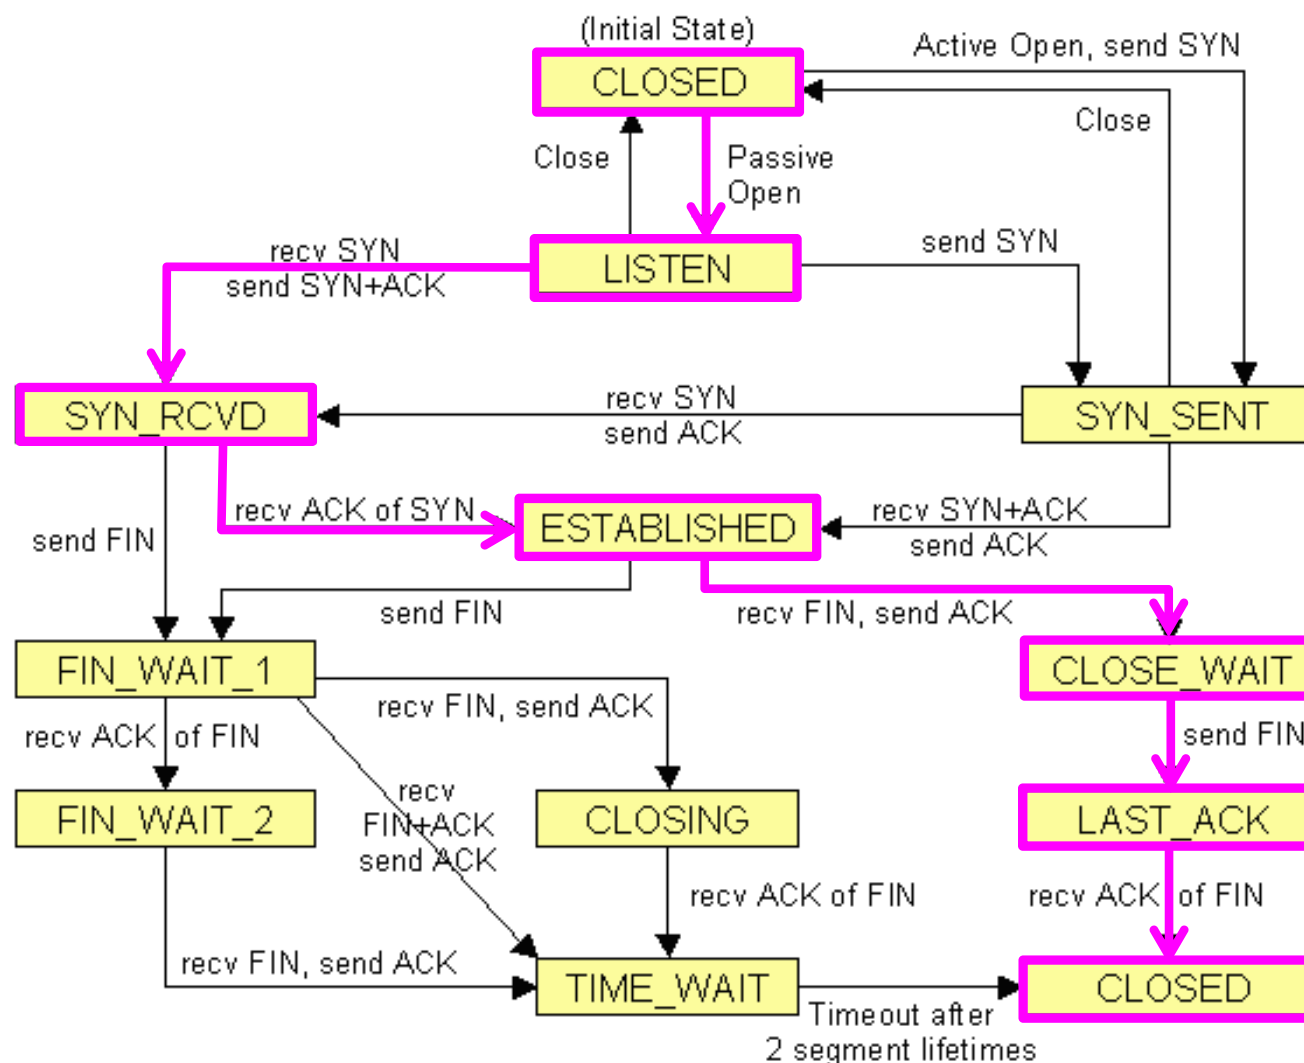 (Initial State)
CLOSED
Active Open, send SYN
Close
Close
Passive
Open
recv SYN
send SYN+ACK
LISTEN
send SYN
SYN_RCVD
recv SYN
send ACK
SYN_SENT
recv ACK of SYN
ESTABLISHED
recv SYN+ACK
send ACK
send FIN
send FIN
recv FIN, send ACK
FIN_WAIT_1
recv FIN, send ACK
CLOSE_WAIT
recv ACK of FIN
send FIN
FIN_WAIT_2
recv
FIN+ACK
send ACK
CLOSING
LAST_ACK
recv ACK of FIN
recv ACK of FIN
recv FIN, send ACK
TIME_WAIT
CLOSED
Timeout after
2 segment lifetimes